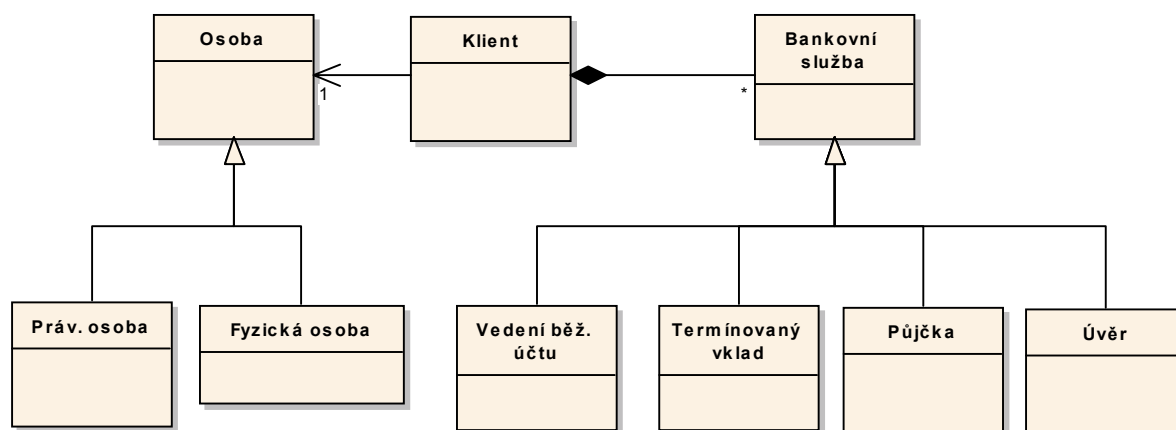 Osoba
Klient
Bankovní
služba
1
*
Práv. osoba
Fyzická osoba
Vedení běž.
účtu
Termínovaný
vklad
Půjčka
Úvěr